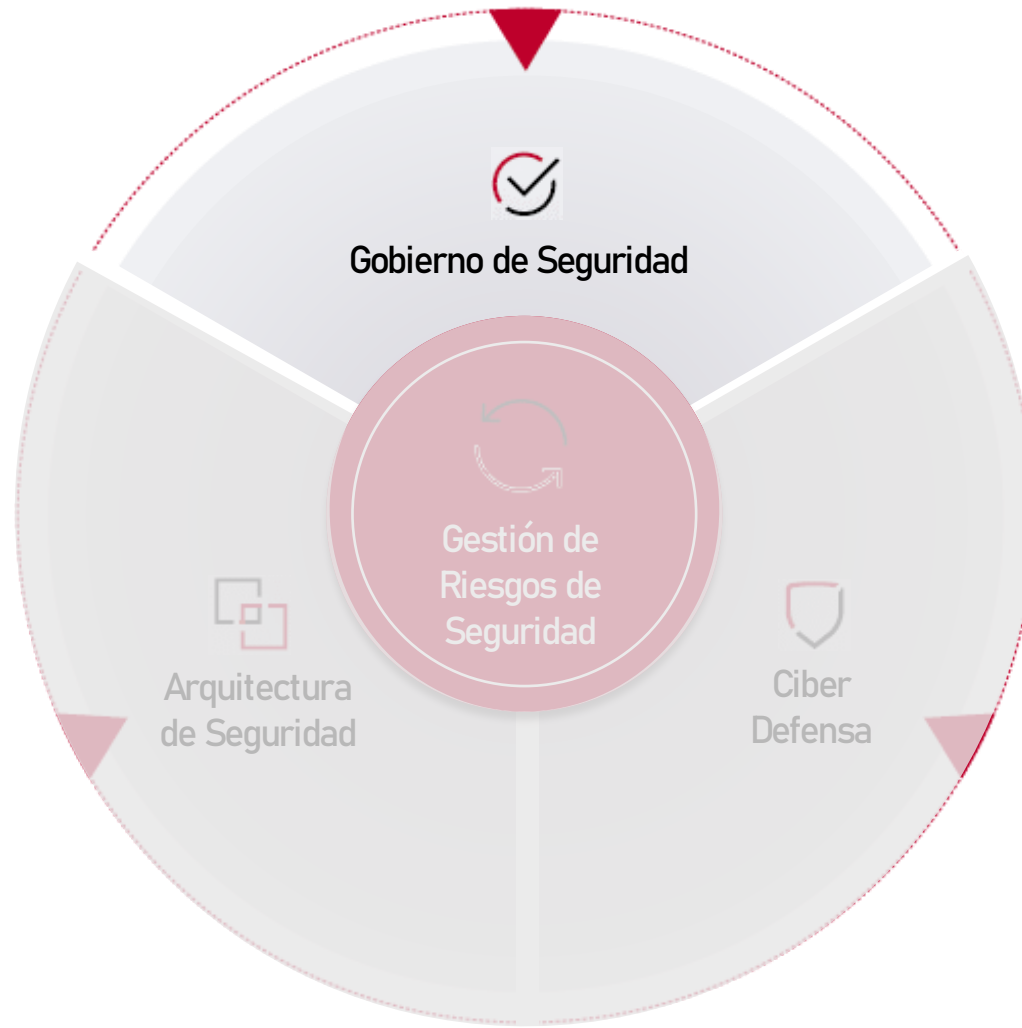 Gobierno de Seguridad
Gestión de
Riesgos de
Seguridad
Arquitectura
de Seguridad
Ciber
Defensa